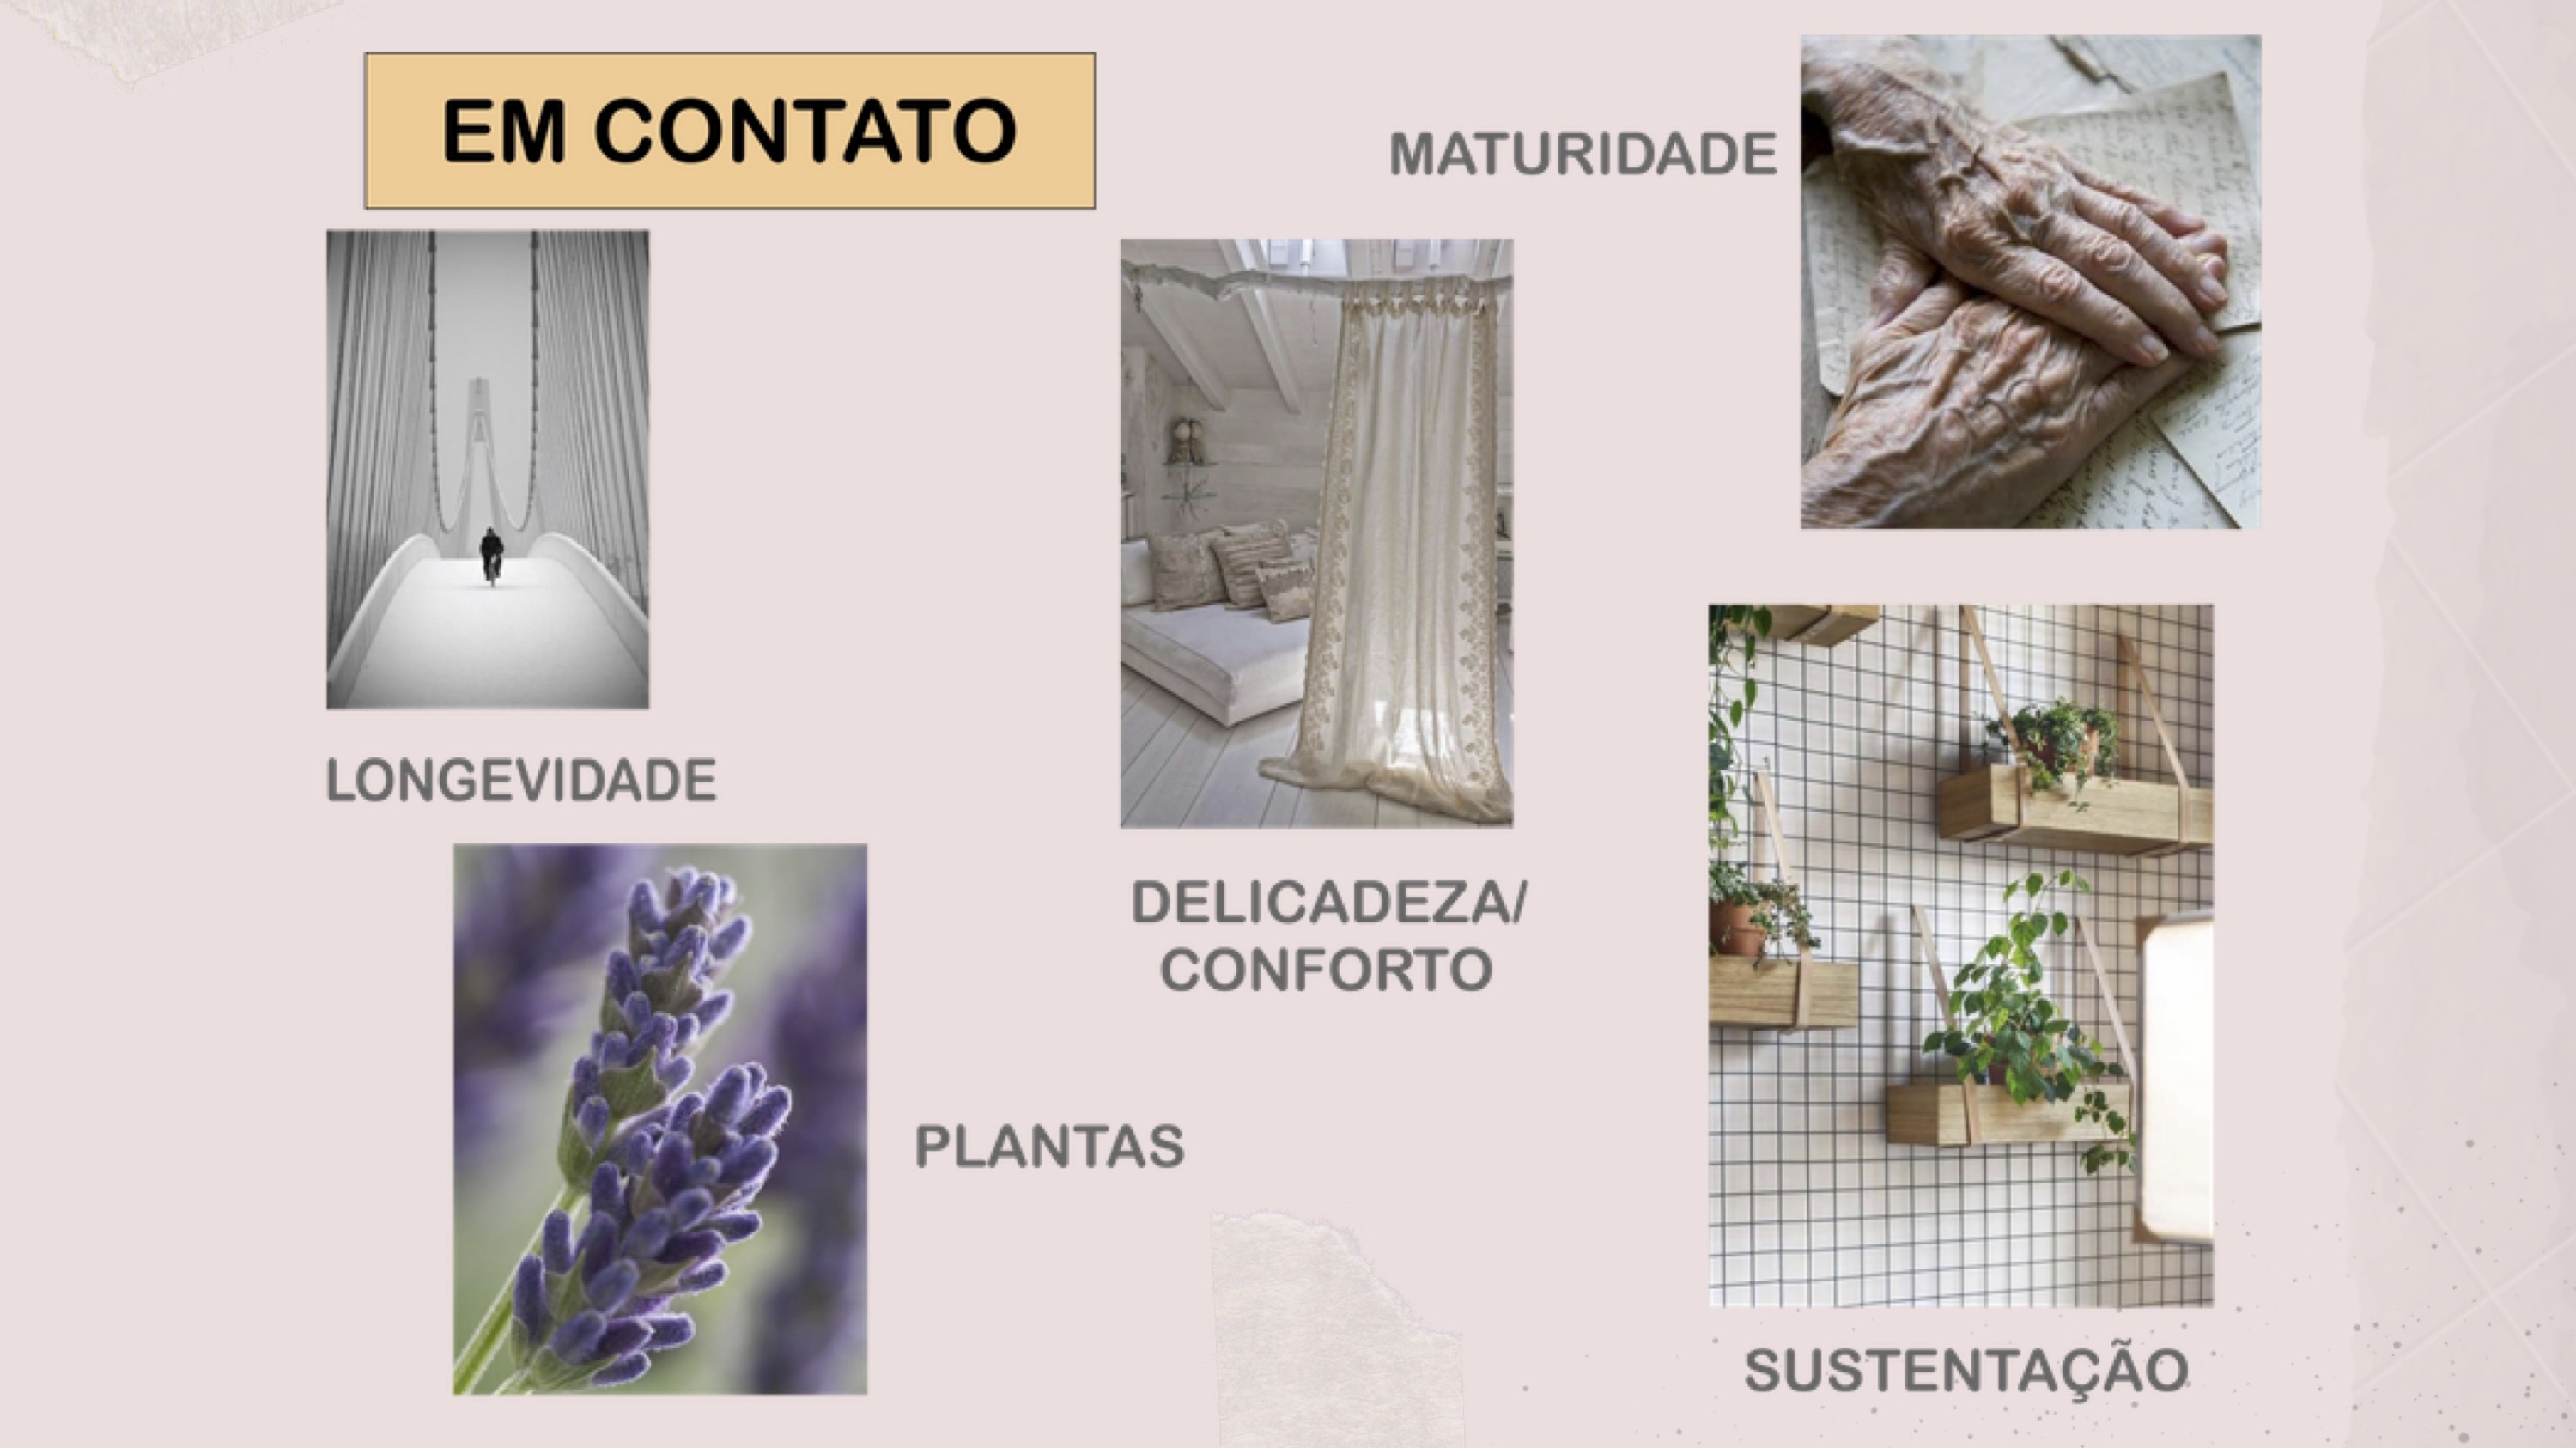 EM CONTATO
MATURIDADE
LONGEVIDADE
DELICADEZA/
CONFORTO
PLANTAS
SUSTENTAÇÃO